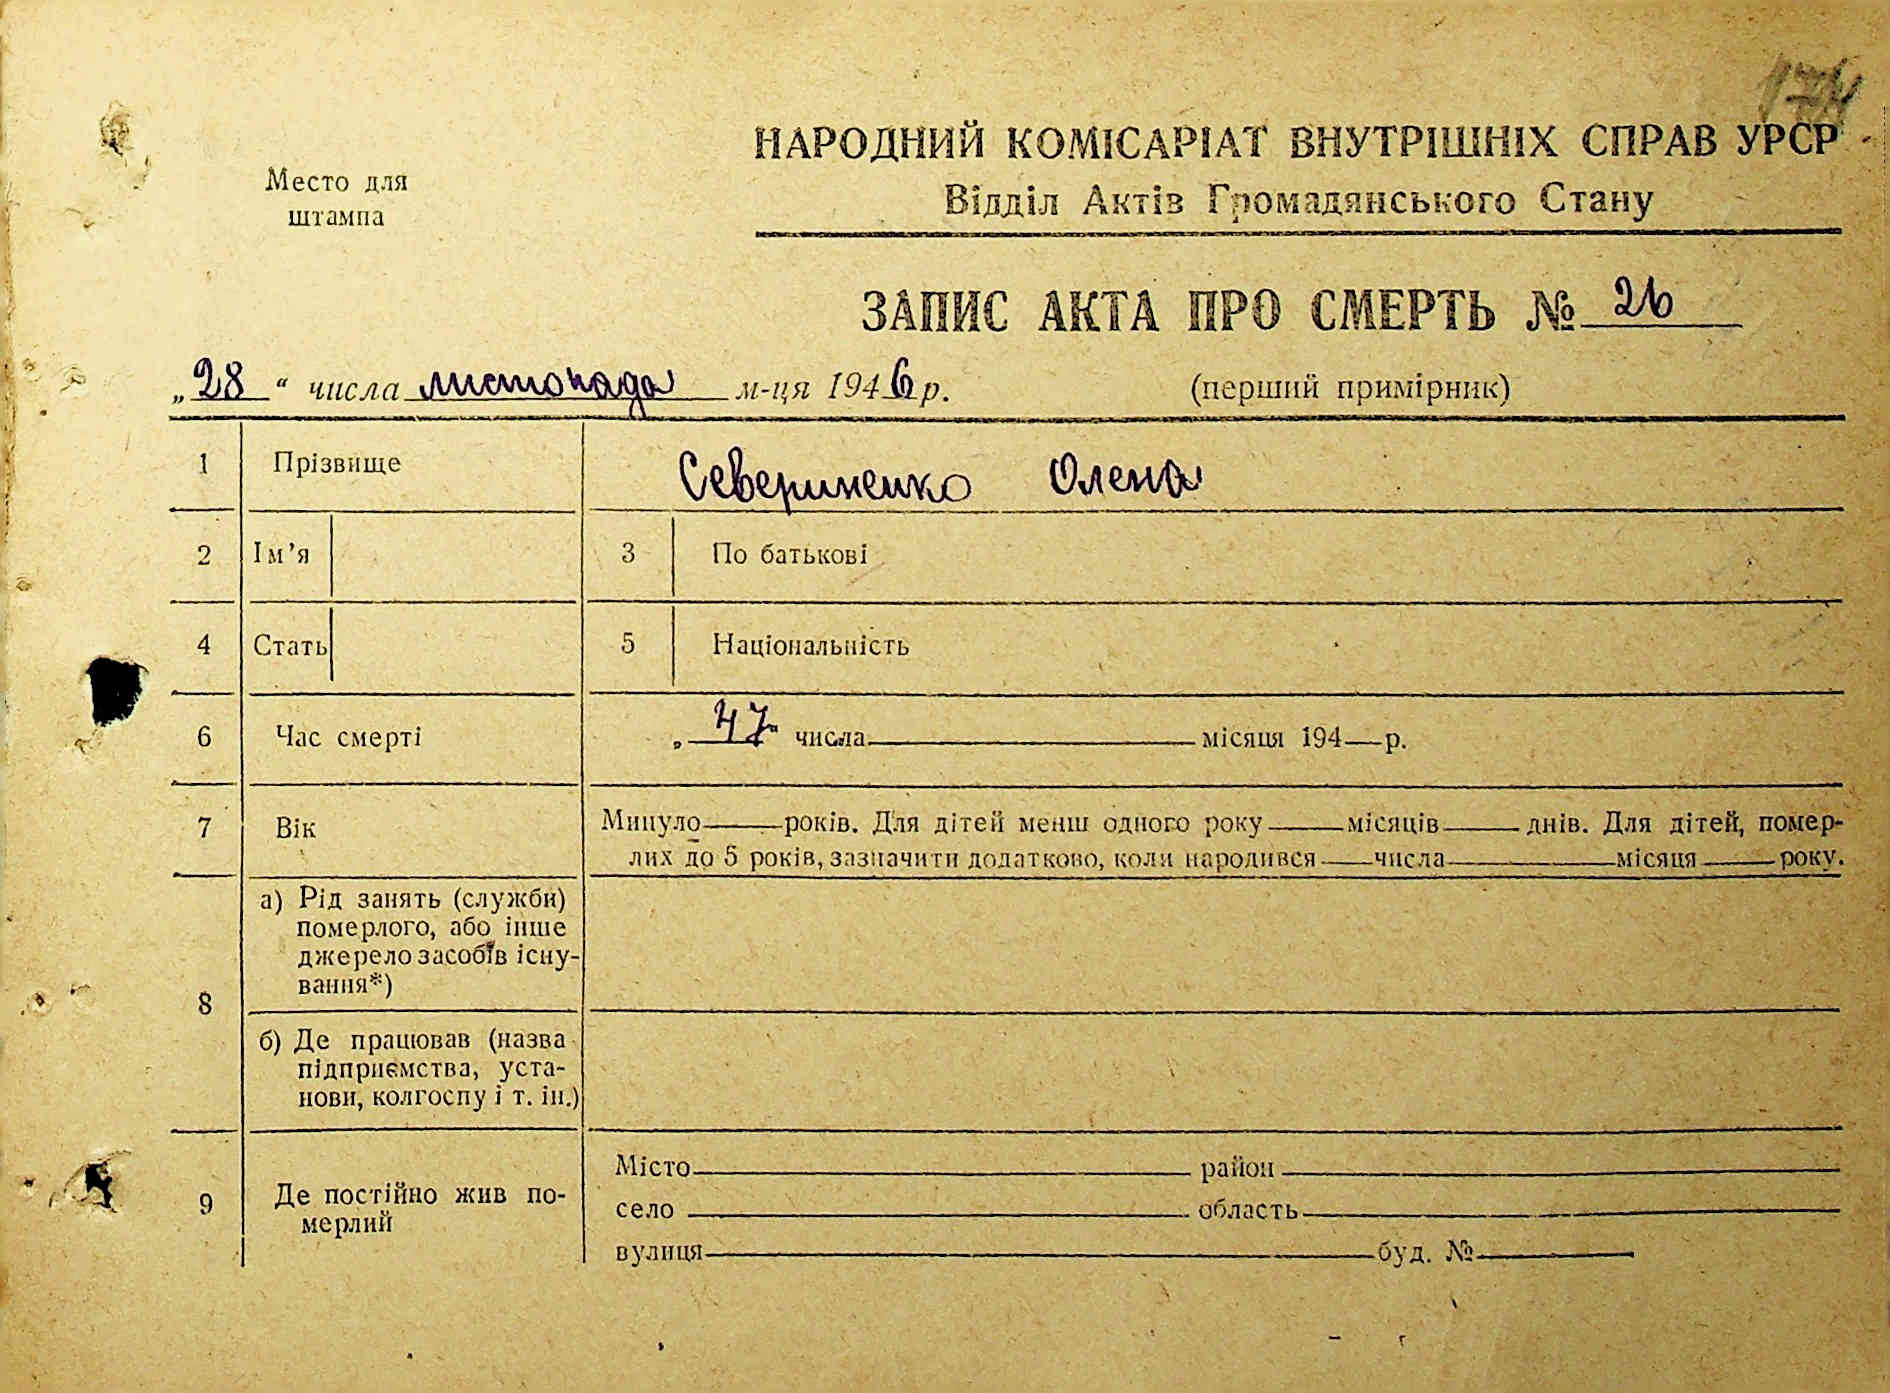 174
НАРОДНИЙ КОМІСАРІАТ ВНУТРІШНІХ СПРАВ УРСР
Відділ Актів Громадянського Стану
Место для
штампа
ЗАПИС АКТА ПРО СМЕРТЬ № 26
„28“ числа листопада м-ця 1946 р. (перший примірник)
1 Прізвище Севериненко Олена
2 Ім’я 3 По батькові
4 Стать 5 Національність
6 Час смерті „47“ числа місяця 194 р.
7 Вік Минуло років. Для дітей менш одного року місяців днів. Для дітей, помер-
лих до 5 років, зазначити додатково, коли народився числа місяця року.
8 а) Рід занять (служби)
померлого, або інше
джерело засобів існу-
вання*)
б) Де працював (назва
підприємства, уста-
нови, колгоспу і т. ін.)
9 Де постійно жив по-
мерлий
Місто район
село область
вулиця буд. №